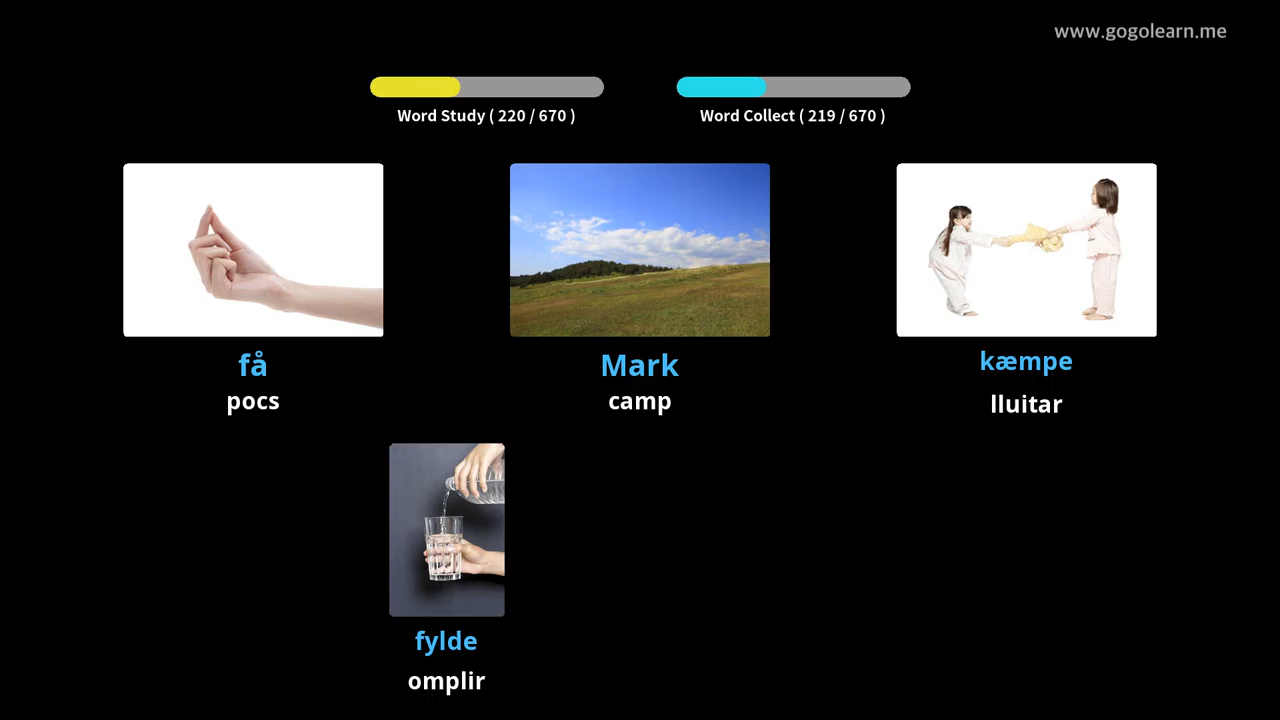 www.gogolearn.me
Word Study ( 220 / 670 )
Word Collect ( 219 / 670 )
få
pocs
Mark
camp
kæmpe
lluitar
fylde
omplir